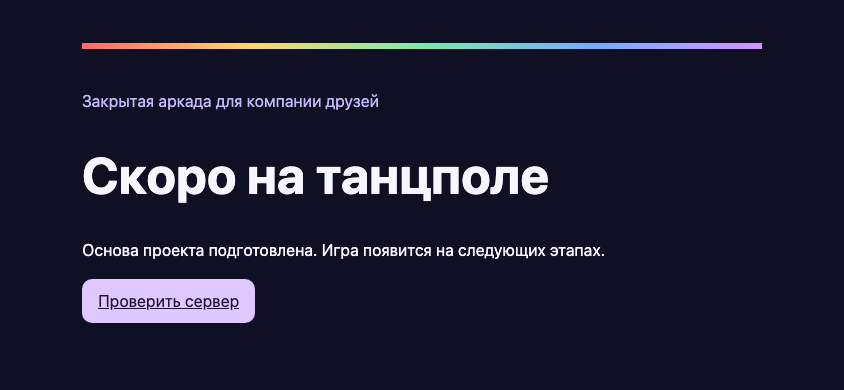 Закрытая аркада для компании друзей
Скоро на танцполе
Основа проекта подготовлена. Игра появится на следующих этапах.
Проверить сервер